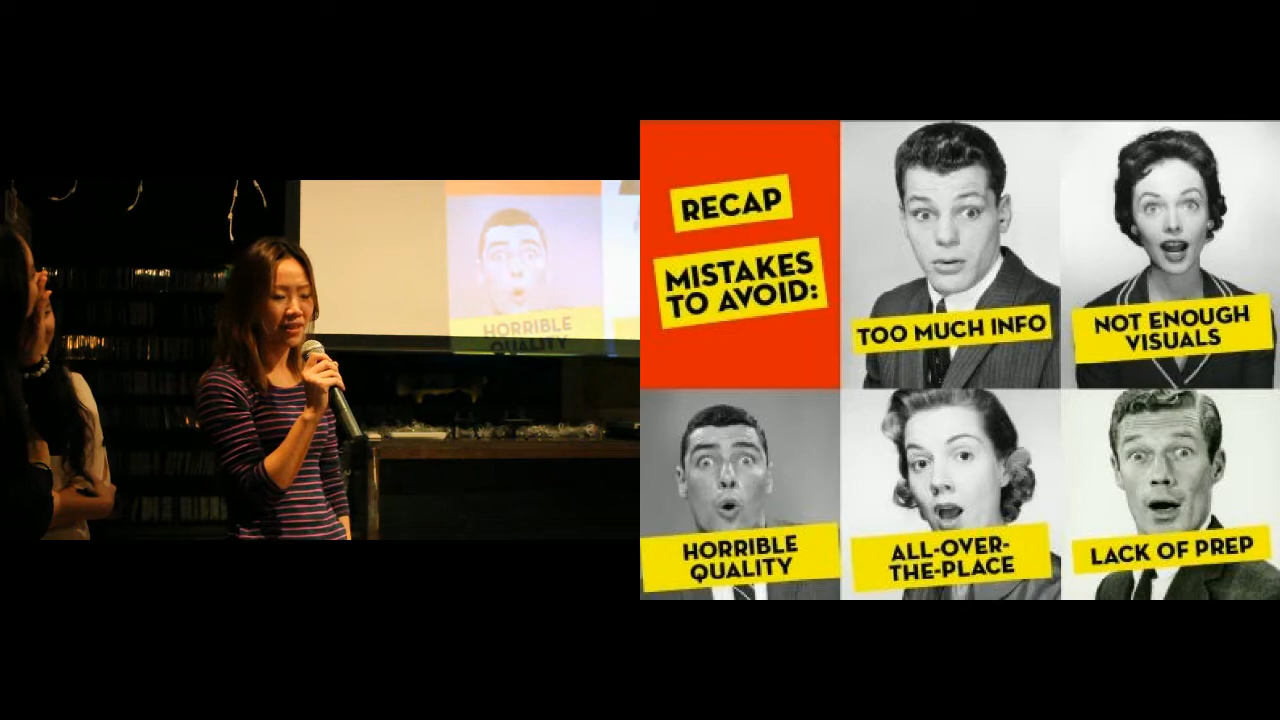 HORRIBLE
QUALITY
RECAP
MISTAKES
TO AVOID:
TOO MUCH INFO
NOT ENOUGH
VISUALS
HORRIBLE
QUALITY
ALL-OVER-
THE-PLACE
LACK OF PREP